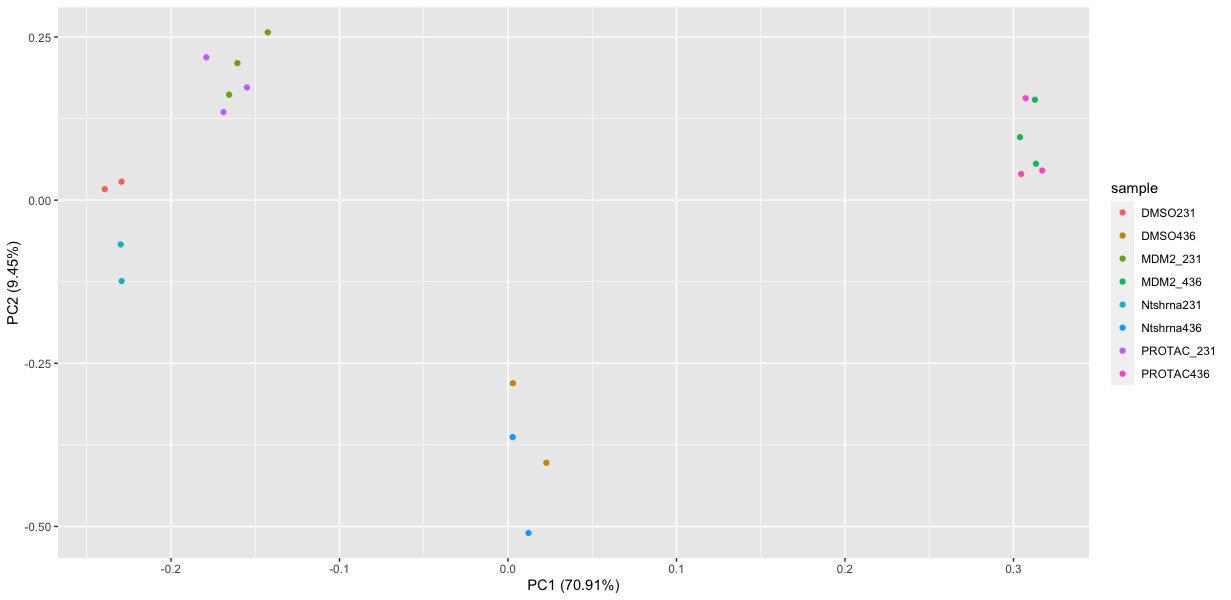 0.25
0.00
-0.25
-0.50
PC2 (9.45%)
-0.2
-0.1
0.0
0.1
0.2
0.3
PC1 (70.91%)
sample
DMSO231
DMSO436
MDM2_231
MDM2_436
Ntshrna231
Ntshrna436
PROTAC_231
PROTAC436